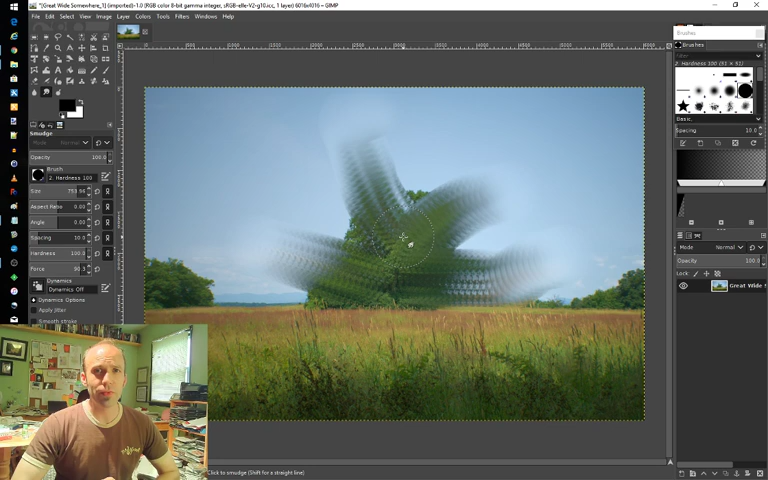 *[Great Wide Somewhere_1] (imported)-1.0 (RGB color 8-bit gamma integer, sRGB-elle-V2-g10.icc, 1 layer) 6016x4016 – GIMP
File Edit Select View Image Layer Colors Tools Filters Windows Help
Smudge
Mode Normal
Opacity 100.0
Brush
2. Hardness 100
Size
Aspect Ratio 0.00
Angle 0.00
Spacing 10.0
Hardness 100.0
Force
Dynamics
Dynamics Off
Dynamics Options
Apply Jitter
Smooth stroke
Click to smudge (Shift for a straight line)
Brushes
Brushes
2. Hardness 100 (51 × 51)
Basic,
Spacing 10.0
Mode Normal
Opacity 100.0
Lock:
Great Wide